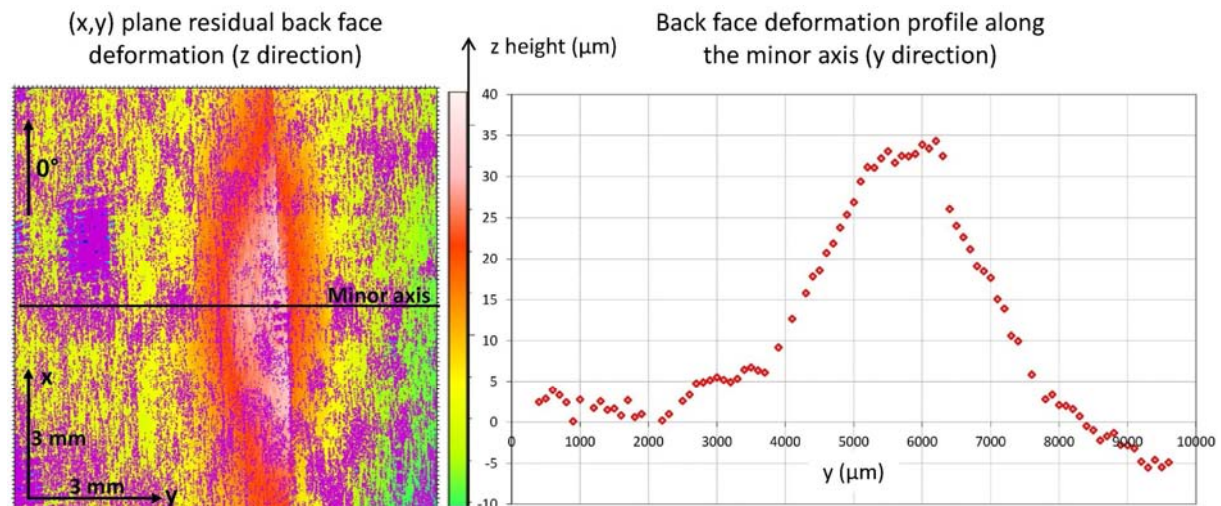 (x,y) plane residual back face
deformation (z direction)
z height (µm)
Back face deformation profile along
the minor axis (y direction)
0°
Minor axis
x
3 mm
3 mm
y
-10
40
35
30
25
20
15
10
5
0
-5
-10
0 1000 2000 3000 4000 5000 6000 7000 8000 9000 10000
y (µm)